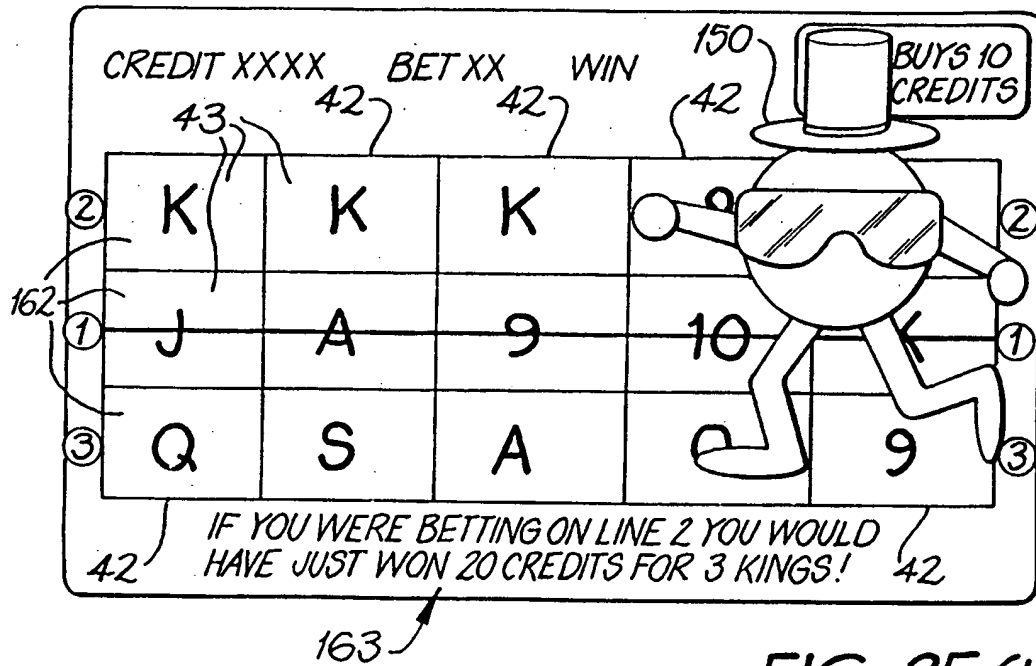 150
BUYS 10
CREDITS
CREDIT XXXX BET XX WIN
43 42 42 42
② K K K ②
162
① J A 9 10 K ①
③ Q S A 9 ③
IF YOU WERE BETTING ON LINE 2 YOU WOULD
HAVE JUST WON 20 CREDITS FOR 3 KINGS!
42 42
163